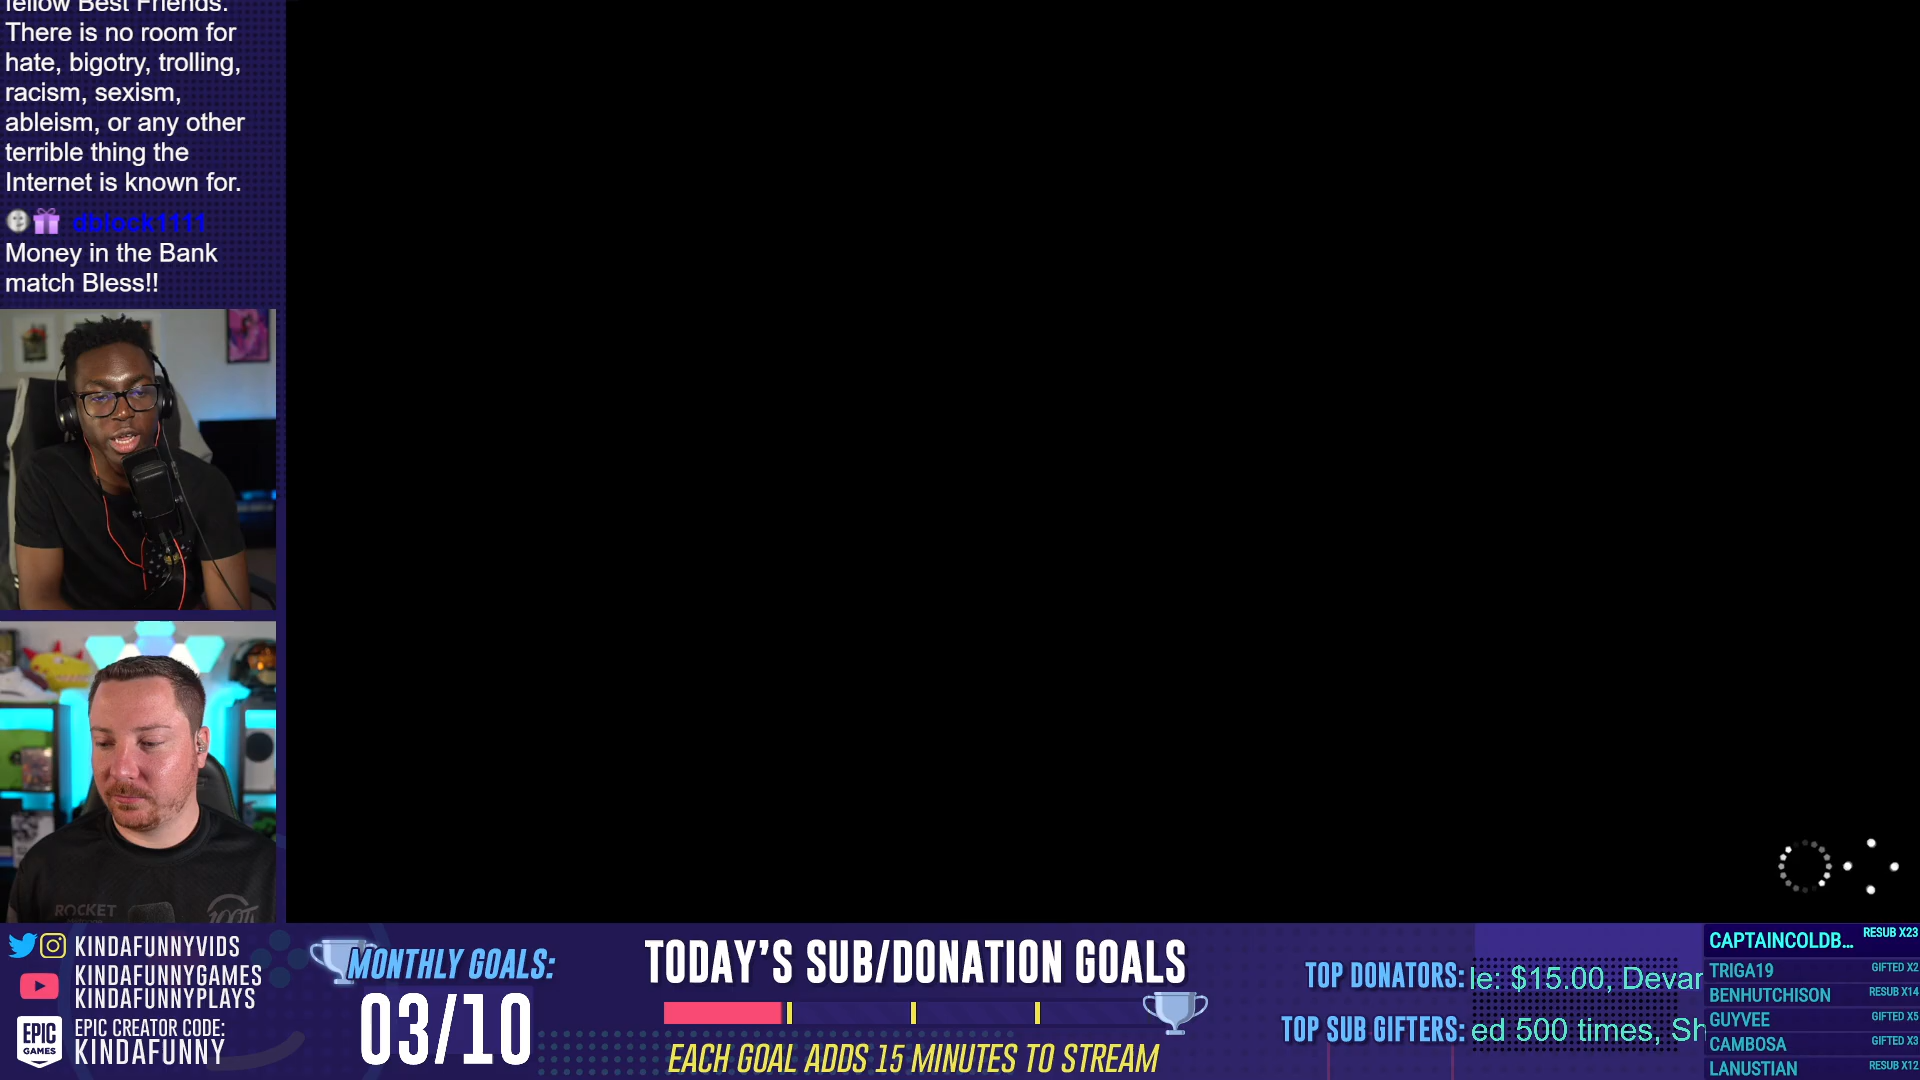 fellow Best Friends.
There is no room for
hate, bigotry, trolling,
racism, sexism,
ableism, or any other
terrible thing the
Internet is known for.
dblock1111
Money in the Bank
match Bless!!
ROCKET
KINDAFUNNYVIDS
KINDAFUNNYGAMES
KINDAFUNNYPLAYS
EPIC GAMES
EPIC CREATOR CODE:
KINDAFUNNY
MONTHLY GOALS:
03/10
TODAY'S SUB/DONATION GOALS
EACH GOAL ADDS 15 MINUTES TO STREAM
TOP DONATORS: le: $15.00, Devar
TOP SUB GIFTERS: ed 500 times, Sh
CAPTAINCOLDB... RESUB X23
TRIGA19 GIFTED X2
BENHUTCHISON RESUB X14
GUYVEE GIFTED X5
CAMBOSA GIFTED X3
LANUSTIAN RESUB X12